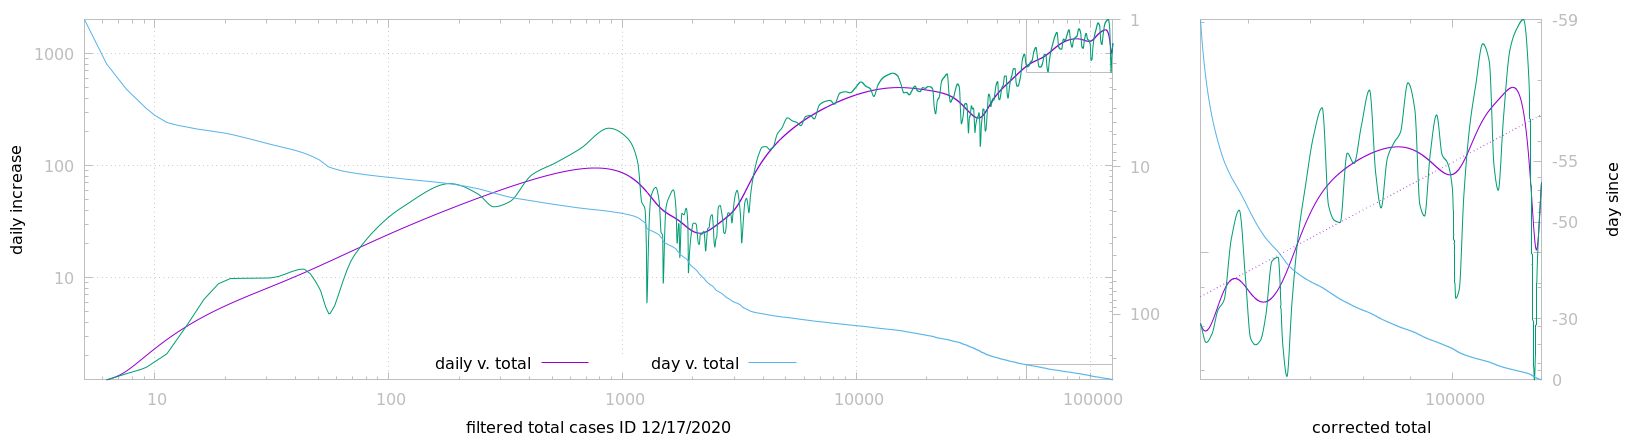 1000
100
10
daily increase
1
10
100
daily v. total
day v. total
10
100
1000
10000
100000
filtered total cases ID 12/17/2020
-59
-55
-50
-30
0
day since
100000
corrected total